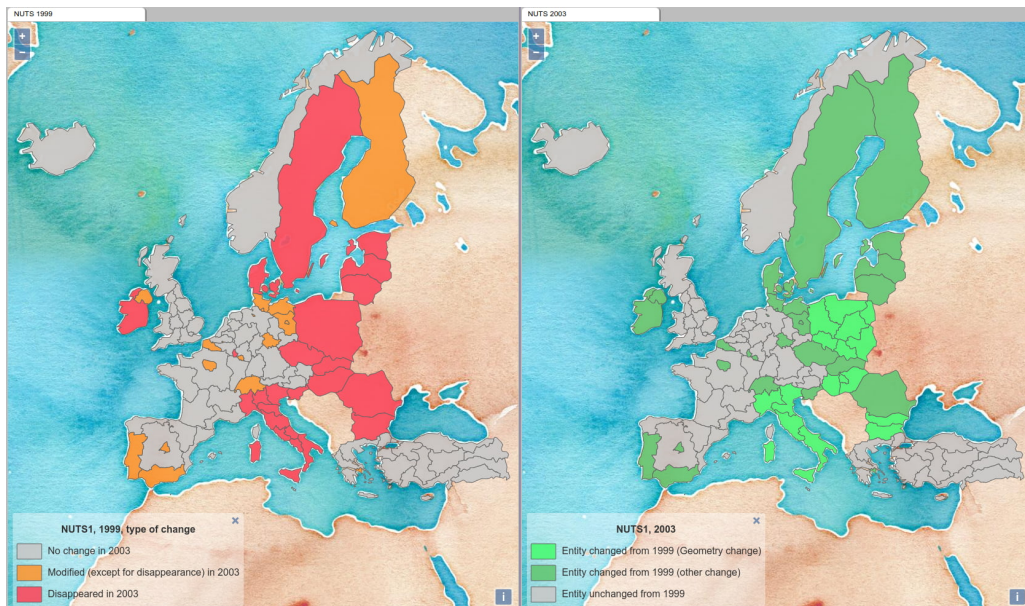 NUTS 1999
NUTS 2003
+
−
+
−
NUTS1, 1999, type of change
×
No change in 2003
Modified (except for disappearance) in 2003
Disappeared in 2003
i
NUTS1, 2003
×
Entity changed from 1999 (Geometry change)
Entity changed from 1999 (other change)
Entity unchanged from 1999
i